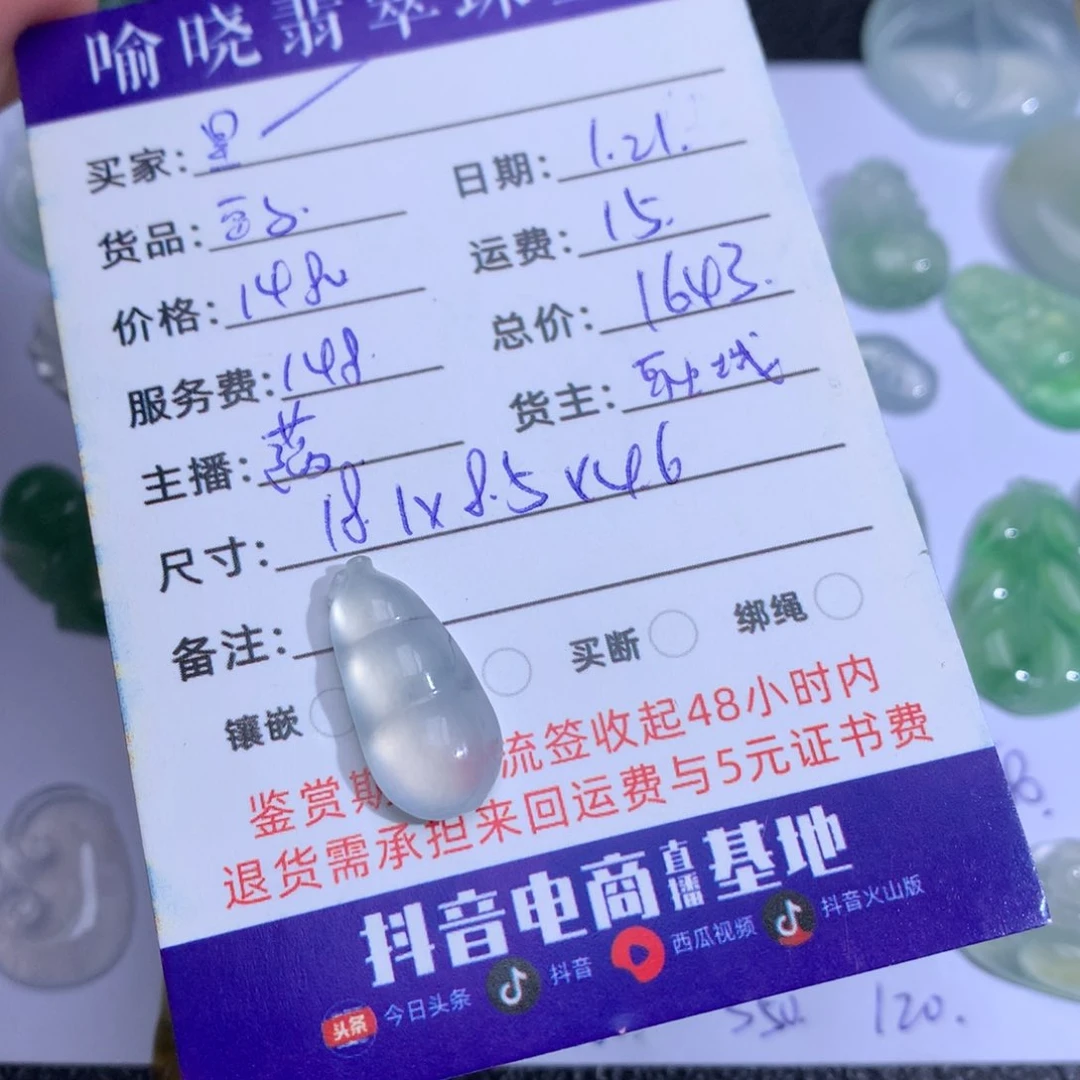 喻晓翡翠珠
买家：星
日期：1.21.
货品：豆子.
运费：15.
价格：1480
总价：1643.
服务费：148.
货主：
主播：
尺寸：18.1x8.5x4.6
备注：
镶嵌
买断
绑绳
鉴赏期 流签收起48小时内
退货需承担来回运费与5元证书费
抖音电商直播基地
头条 今日头条 抖音 西瓜视频 抖音火山版
550. 120.
8.